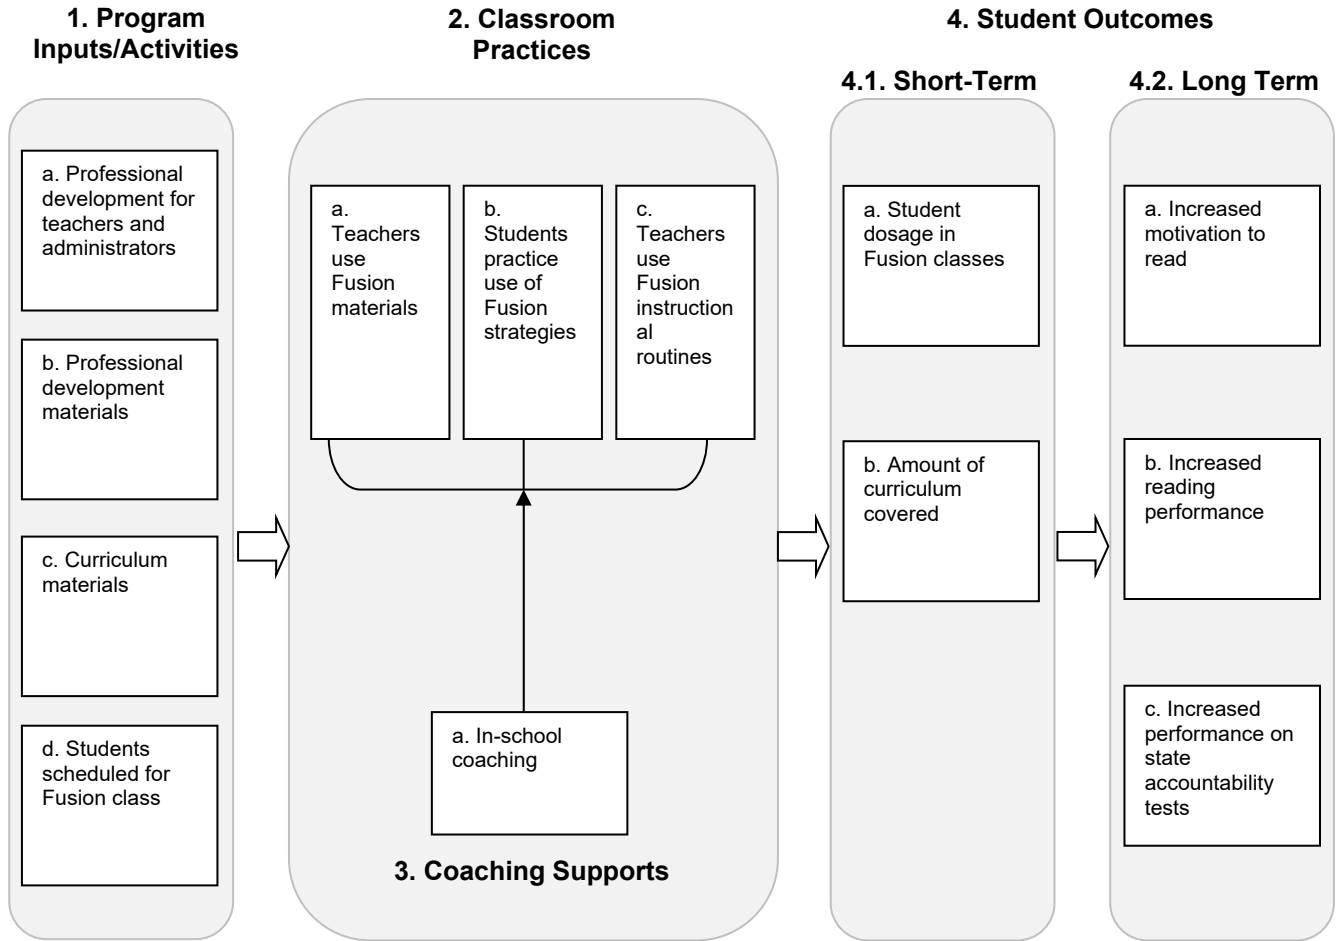 1. Program
Inputs/Activities
a. Professional
development for
teachers and
administrators
b. Professional
development
materials
c. Curriculum
materials
d. Students
scheduled for
Fusion class
2. Classroom
Practices
a.
Teachers
use
Fusion
materials
b.
Students
practice
use of
Fusion
strategies
c.
Teachers
use
Fusion
instruction
al
routines
a. In-school
coaching
3. Coaching Supports
4. Student Outcomes
4.1. Short-Term
a. Student
dosage in
Fusion classes
b. Amount of
curriculum
covered
4.2. Long Term
a. Increased
motivation to
read
b. Increased
reading
performance
c. Increased
performance on
state
accountability
tests